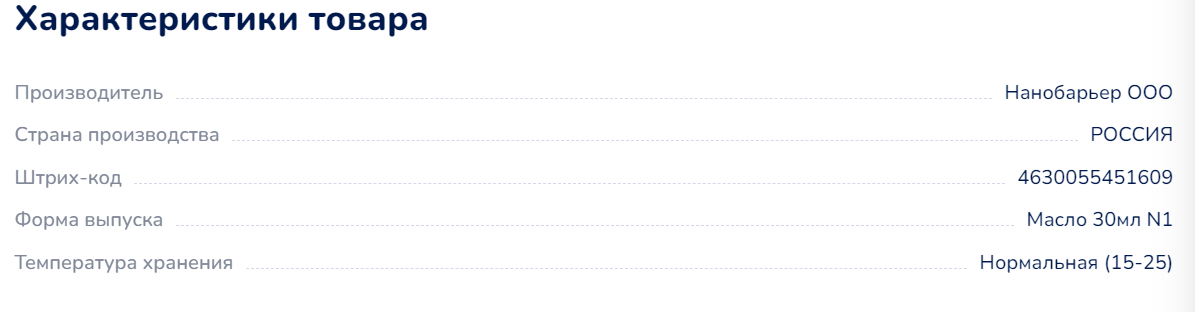 Характеристики товара
Производитель Нанобарьер ООО
Страна производства РОССИЯ
Штрих-код 4630055451609
Форма выпуска Масло 30мл N1
Температура хранения Нормальная (15-25)